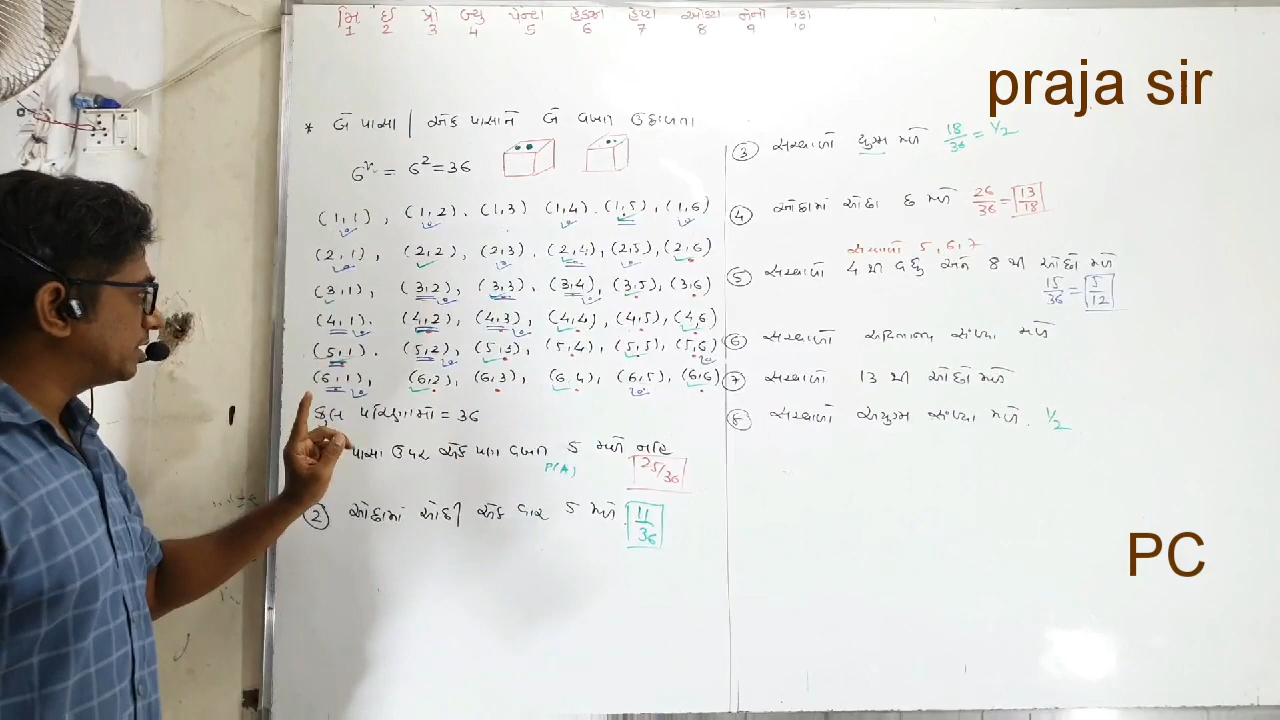 મિ ઈ પ્રો બ્યુ પેન્ટા હેક્ઝા હેપ્ટા ઓક્ટા નોનો ડેકા
1 2 3 4 5 6 7 8 9 10
praja sir
* બે પાસા / એક પાસાને બે વખત ઉછાળતા
6ⁿ = 6² = 36
(1,1), (1,2). (1,3) (1,4). (1,5), (1,6)
(2,1), (2,2), (2,3), (2,4), (2,5), (2,6)
(3,1), (3,2), (3,3), (3,4), (3,5), (3,6)
(4,1), (4,2), (4,3), (4,4), (4,5), (4,6)
(5,1). (5,2), (5,3), (5,4), (5,5), (5,6)
(6,1), (6,2), (6,3), (6,4), (6,5), (6,6)
કુલ પરિણામો = 36
પાસા ઉપર એક પણ વખત 5 મળે નહિ 25/36
P(A)
2 ઓછામાં ઓછી એક વાર 5 મળે 11/36
3 સરવાળો યુગ્મ મળે 18/36 = 1/2
4 ઓછામાં ઓછા 6 મળે 26/36 = 13/18
સરવાળો 5,6,7
5 સરવાળો 4 થી વધુ અને 8 થી ઓછો મળે
15/36 = 5/12
6 સરવાળો અવિભાજ્ય સંખ્યા મળે
7 સરવાળો 13 થી ઓછો મળે
8 સરવાળો અયુગ્મ સંખ્યા મળે. 1/2
PC